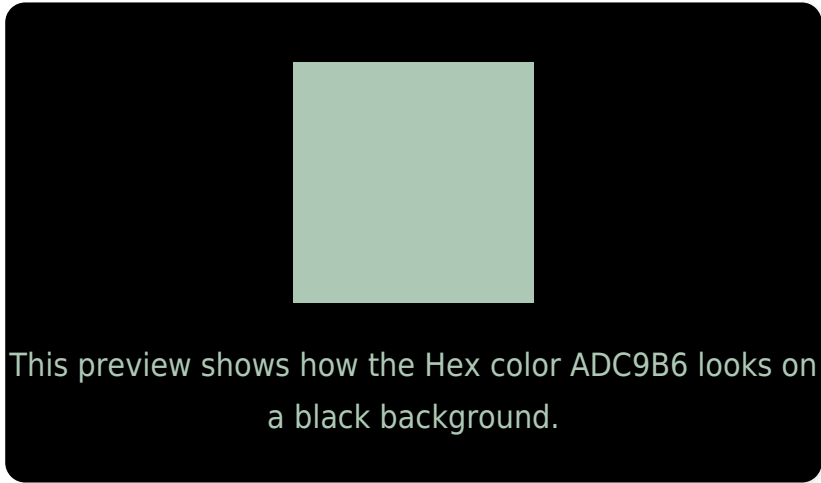 This preview shows how the Hex color ADC9B6 looks on
a black background.